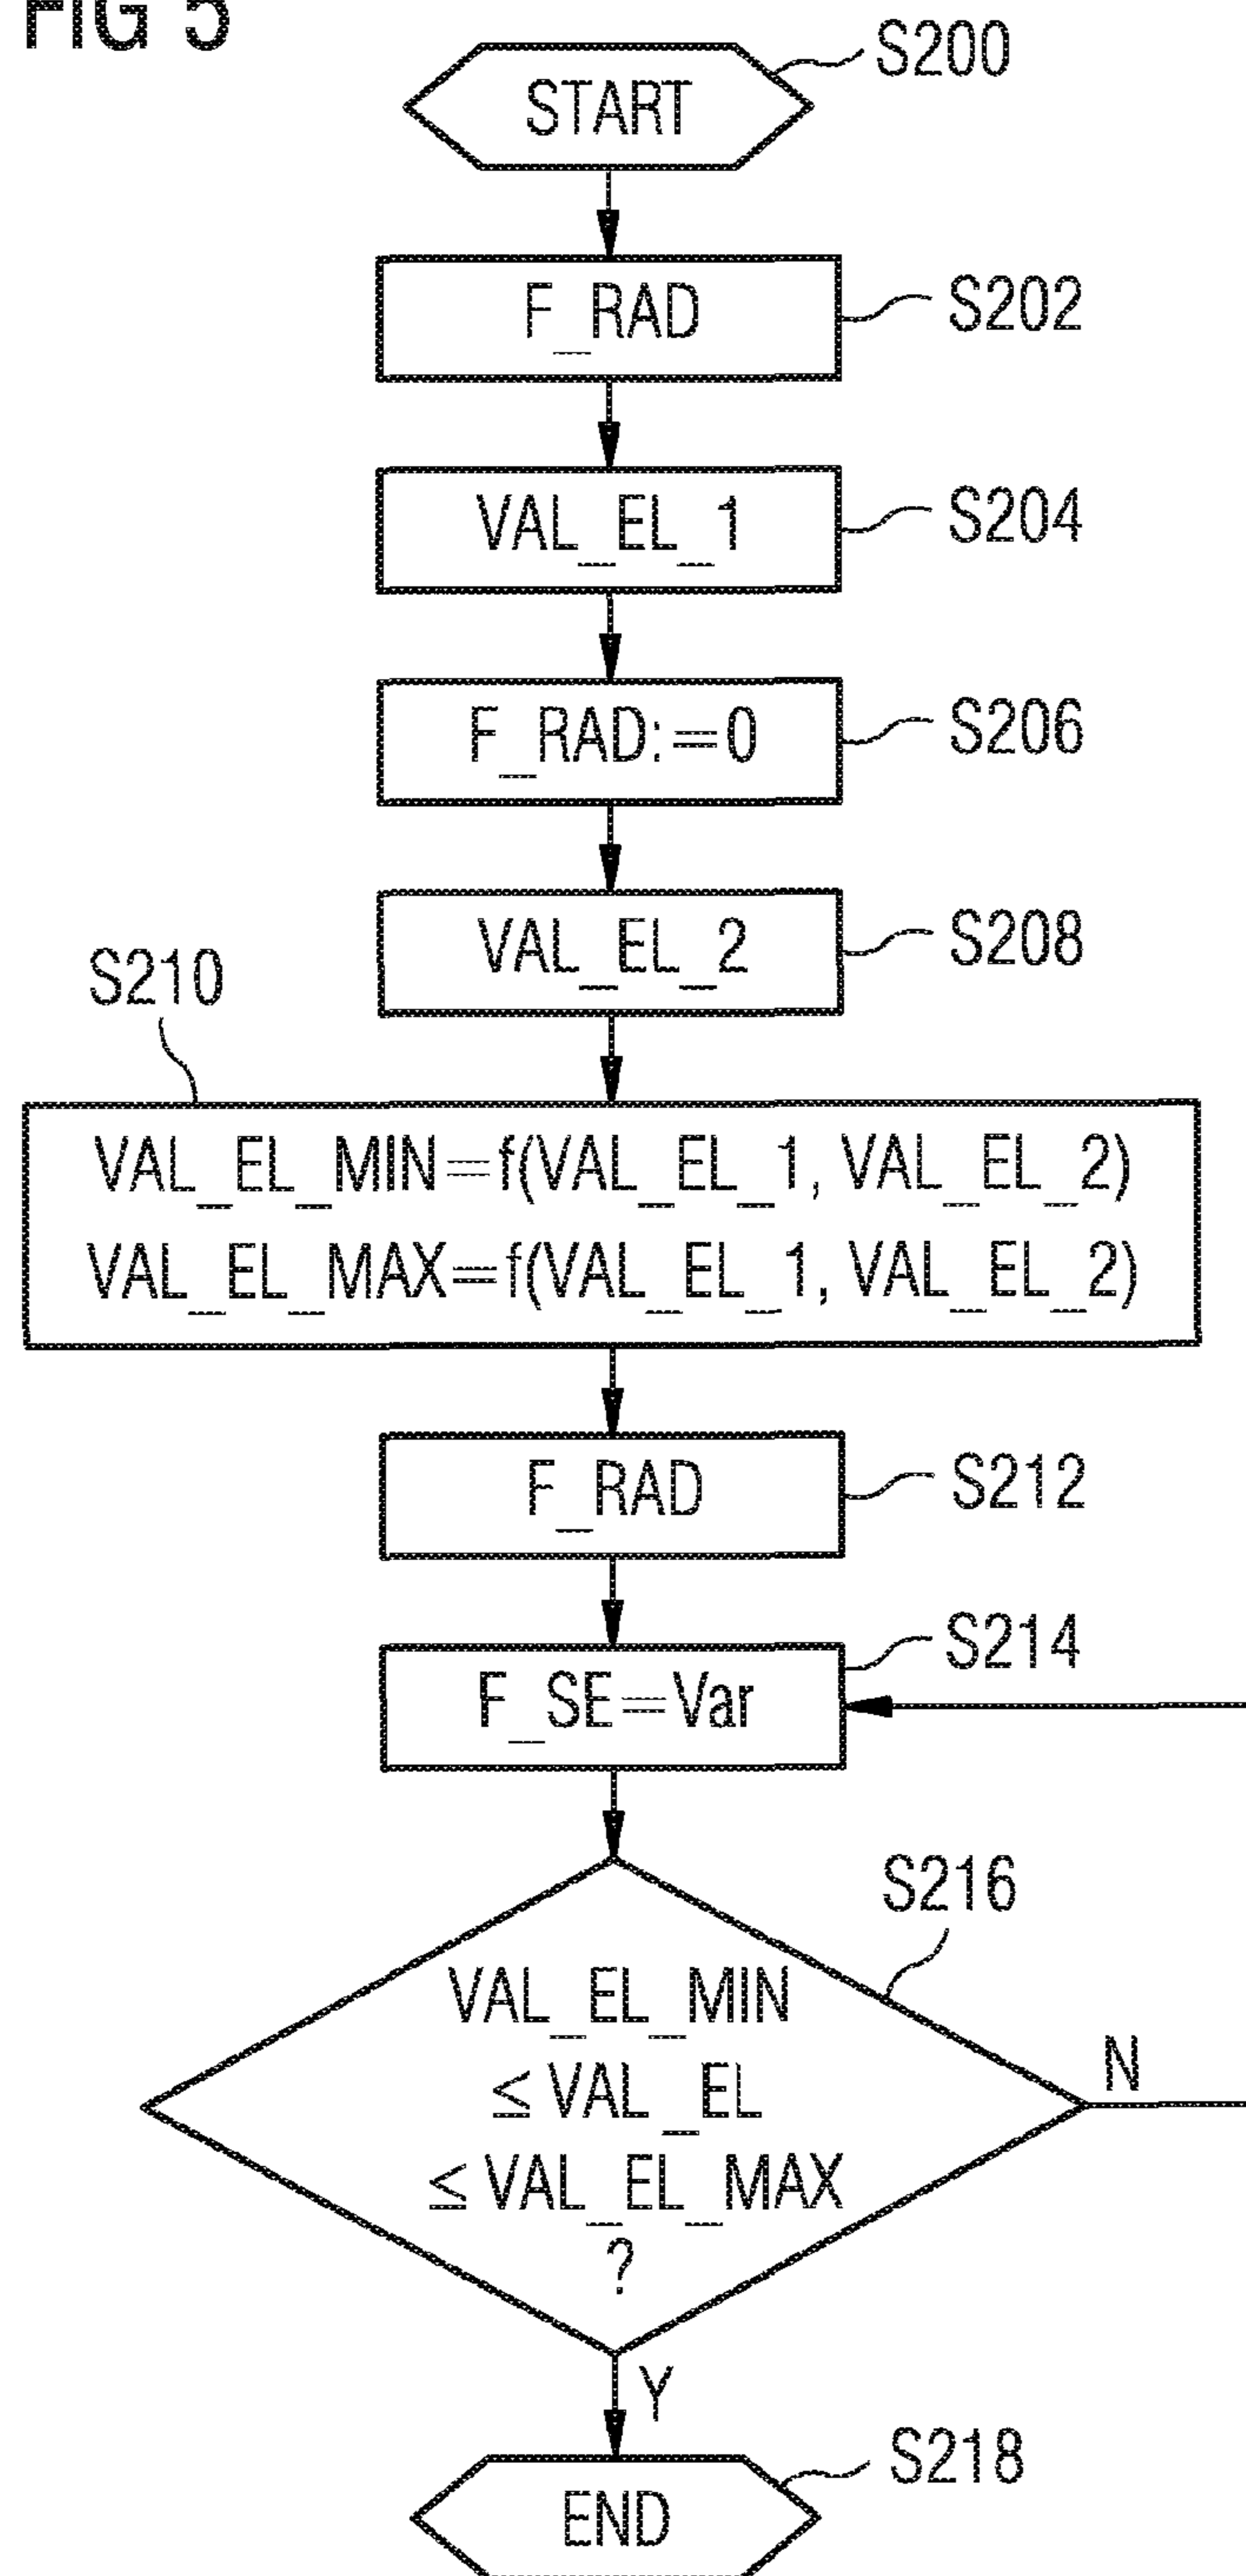 FIG 5
START
S200
F_RAD
S202
VAL_EL_1
S204
F_RAD:=0
S206
VAL_EL_2
S208
S210
VAL_EL_MIN=f(VAL_EL_1, VAL_EL_2)
VAL_EL_MAX=f(VAL_EL_1, VAL_EL_2)
F_RAD
S212
F_SE=Var
S214
S216
VAL_EL_MIN
≤ VAL_EL
≤ VAL_EL_MAX
?
N
Y
END
S218